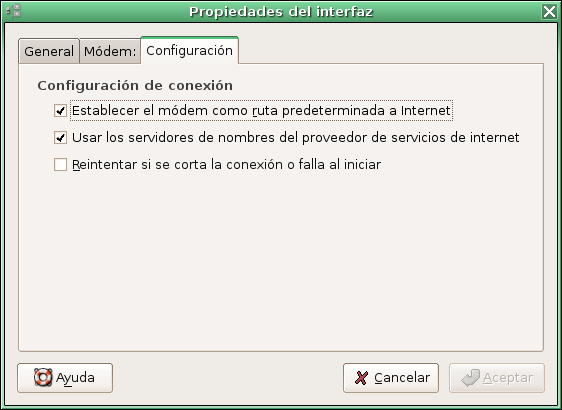 Propiedades del interfaz
General
Módem:
Configuración
Configuración de conexión
Establecer el módem como ruta predeterminada a Internet
Usar los servidores de nombres del proveedor de servicios de internet
Reintentar si se corta la conexión o falla al iniciar
Ayuda
Cancelar
Aceptar